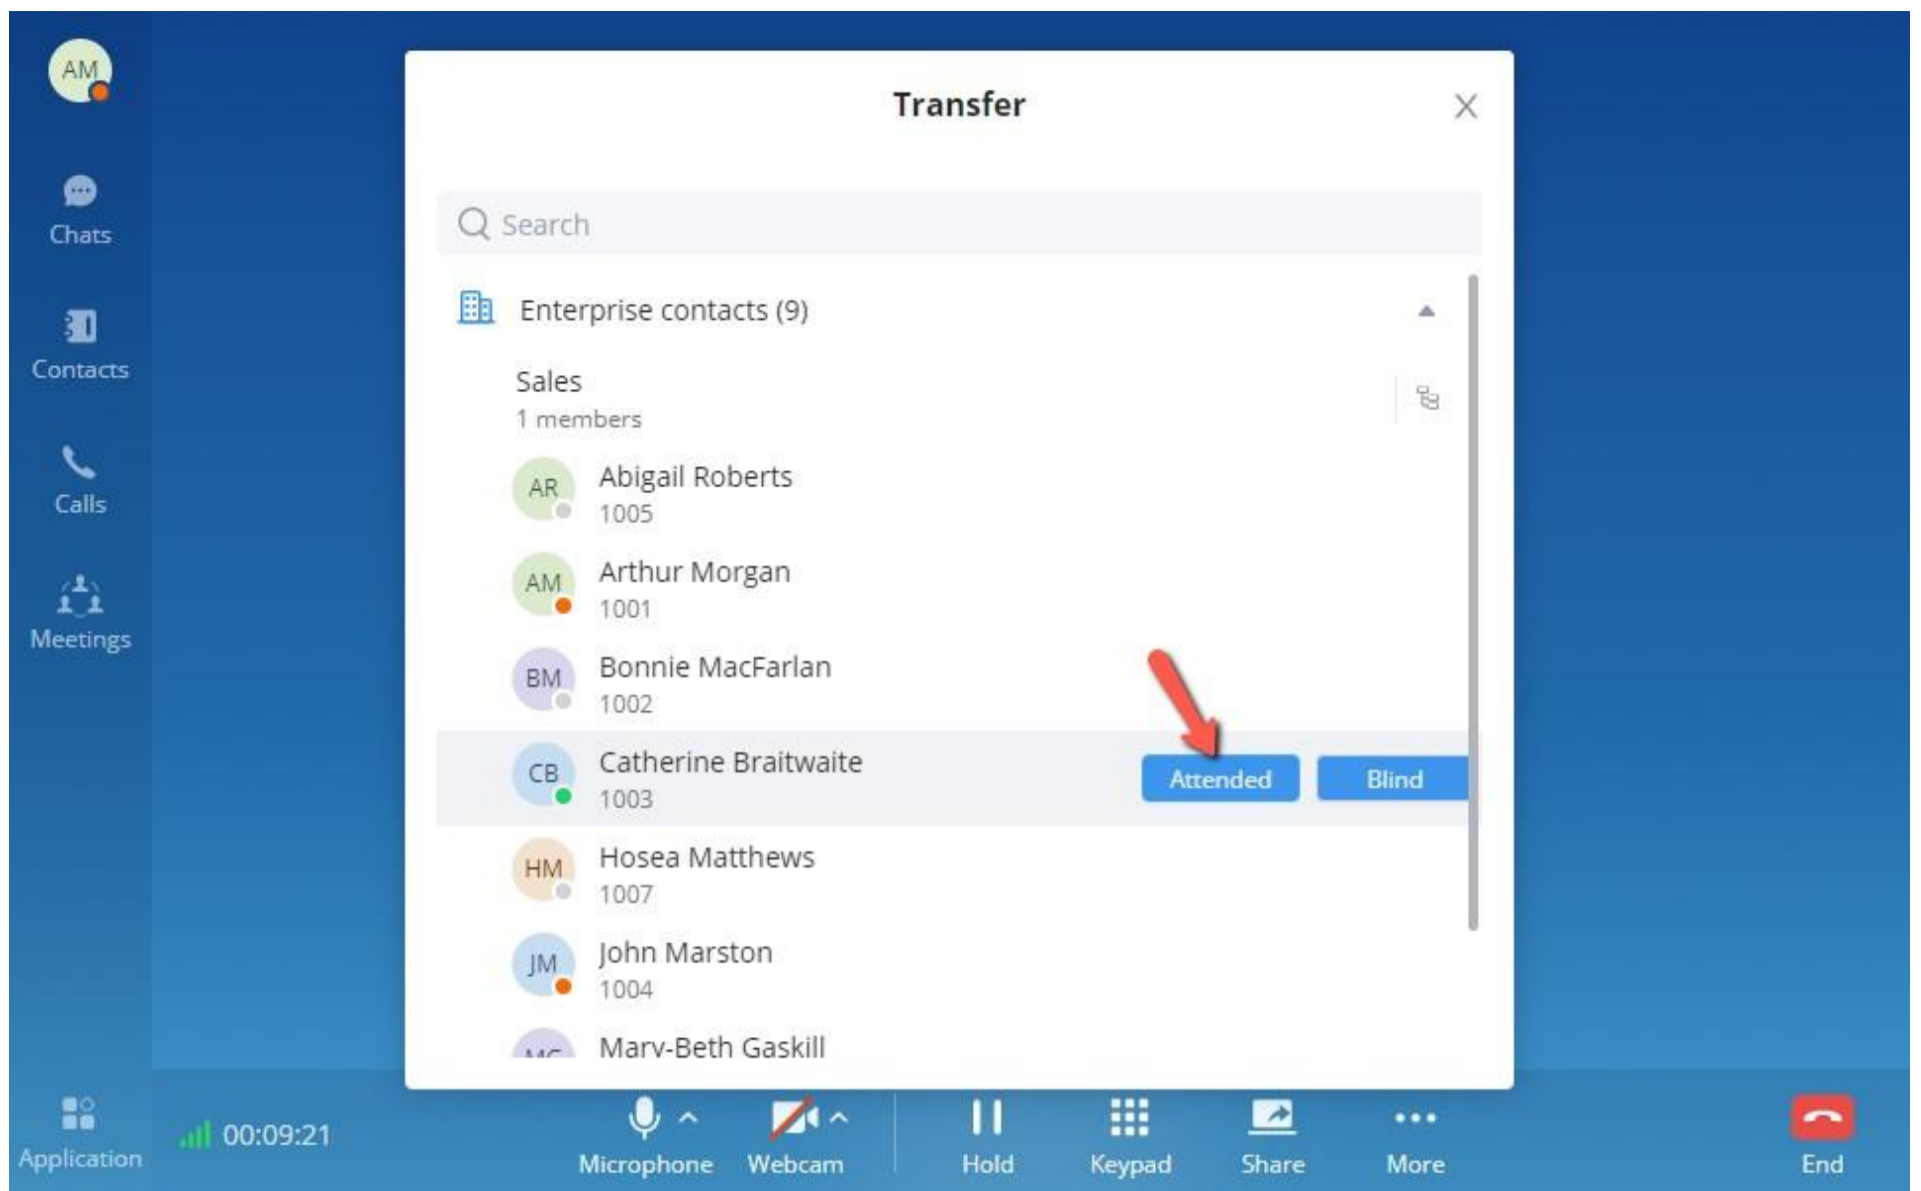 AM
Chats
Contacts
Calls
Meetings
Application
Transfer
Search
Enterprise contacts (9)
Sales
1 members
AR
Abigail Roberts
1005
AM
Arthur Morgan
1001
BM
Bonnie MacFarlan
1002
CB
Catherine Braitwaite
1003
Attended
Blind
HM
Hosea Matthews
1007
JM
John Marston
1004
MG
Mary-Beth Gaskill
00:09:21
Microphone
Webcam
Hold
Keypad
Share
More
End